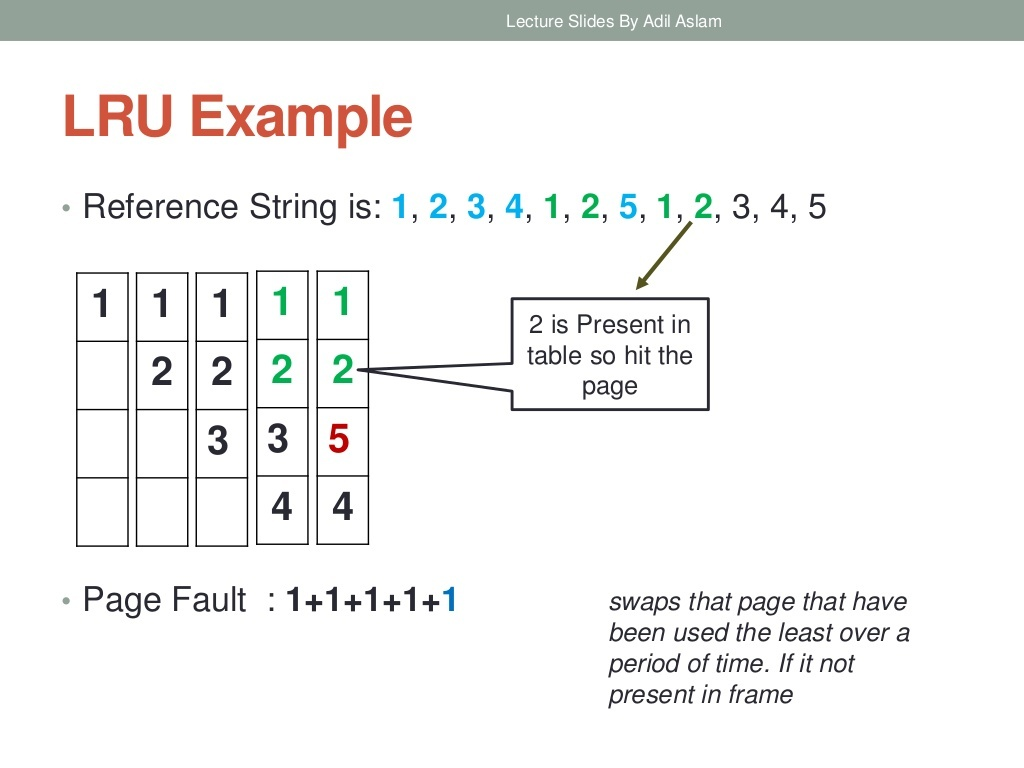 Lecture Slides By Adil Aslam
LRU Example
• Reference String is: 1, 2, 3, 4, 1, 2, 5, 1, 2, 3, 4, 5
1 1 1 1 1
2 2 2 2
3 3 5
4 4
2 is Present in
table so hit the
page
• Page Fault : 1+1+1+1+1
swaps that page that have
been used the least over a
period of time. If it not
present in frame